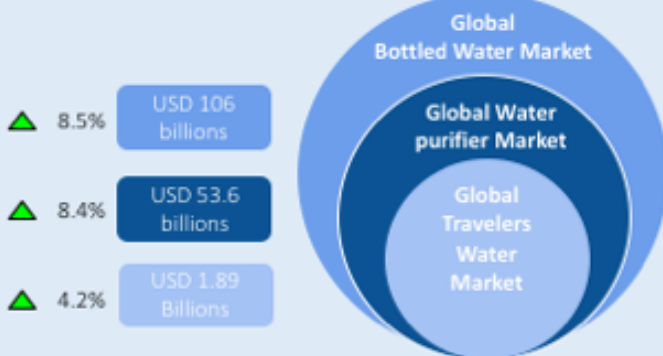 Global
Bottled Water Market
8.5%
USD 106
billions
Global Water
purifier Market
8.4%
USD 53.6
billions
Global
Travelers
Water
Market
4.2%
USD 1.89
Billions